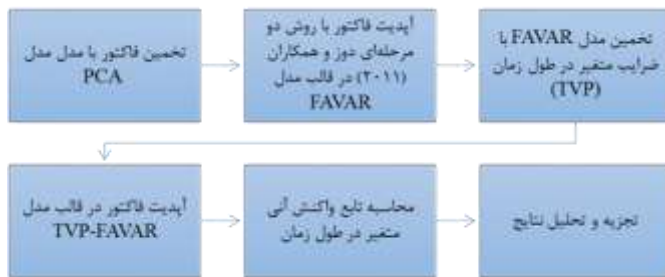 تخمین فاکتور با مدل مدل
PCA
آپدیت فاکتور با روش دو
مرحله‌ای دوز و همکاران
(۲۰۱۱) در قالب مدل
FAVAR
تخمین مدل FAVAR با
ضرایب متغیر در طول زمان
(TVP)
آپدیت فاکتور در قالب مدل
TVP-FAVAR
محاسبه تابع واکنش آنی
متغیر در طول زمان
تجزیه و تحلیل نتایج